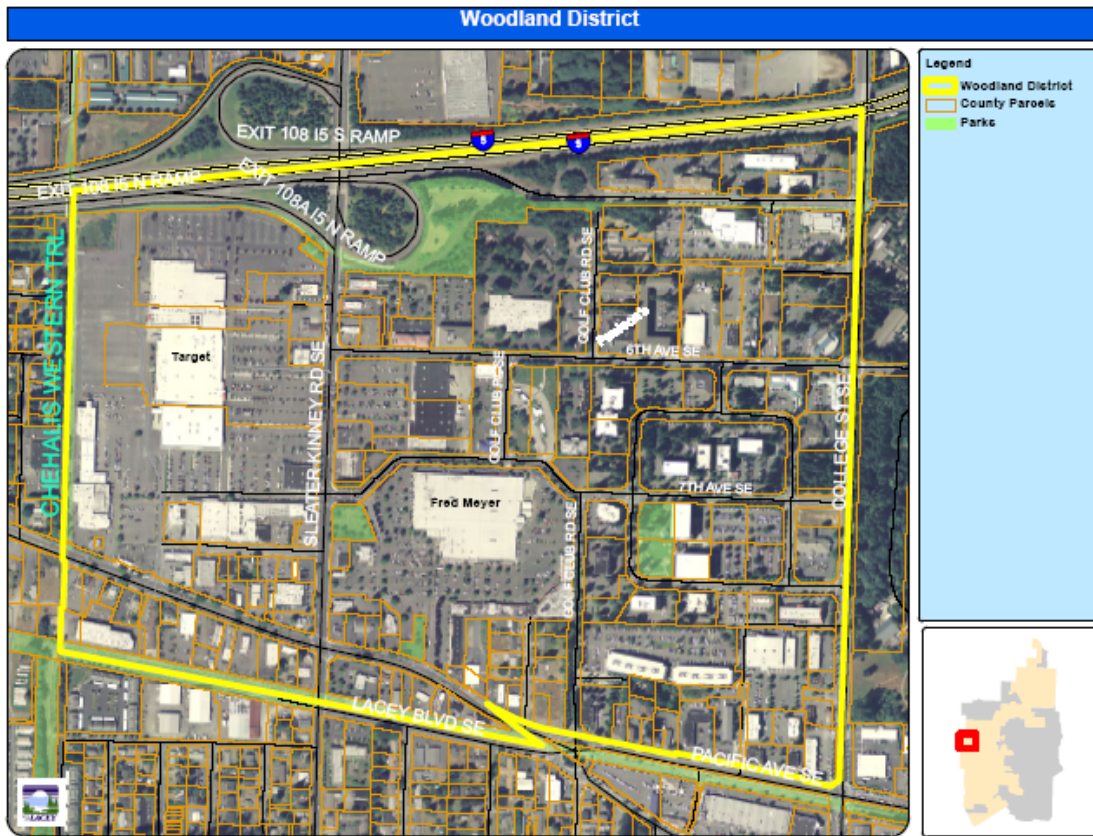 Woodland District
Legend
Woodland District
County Parcels
Parks
EXIT 108 I5 S RAMP
5
5
EXIT 108 I5 N RAMP
EXIT 108A I5 N RAMP
CHEHALIS WESTERN TRL
GOLF CLUB RD SE
6TH AVE SE
Target
SLEATER KINNEY RD SE
GOLF CLUB PL SE
COLLEGE ST SE
7TH AVE SE
Fred Meyer
GOLF CLUB RD SE
LACEY BLVD SE
PACIFIC AVE SE
LACEY